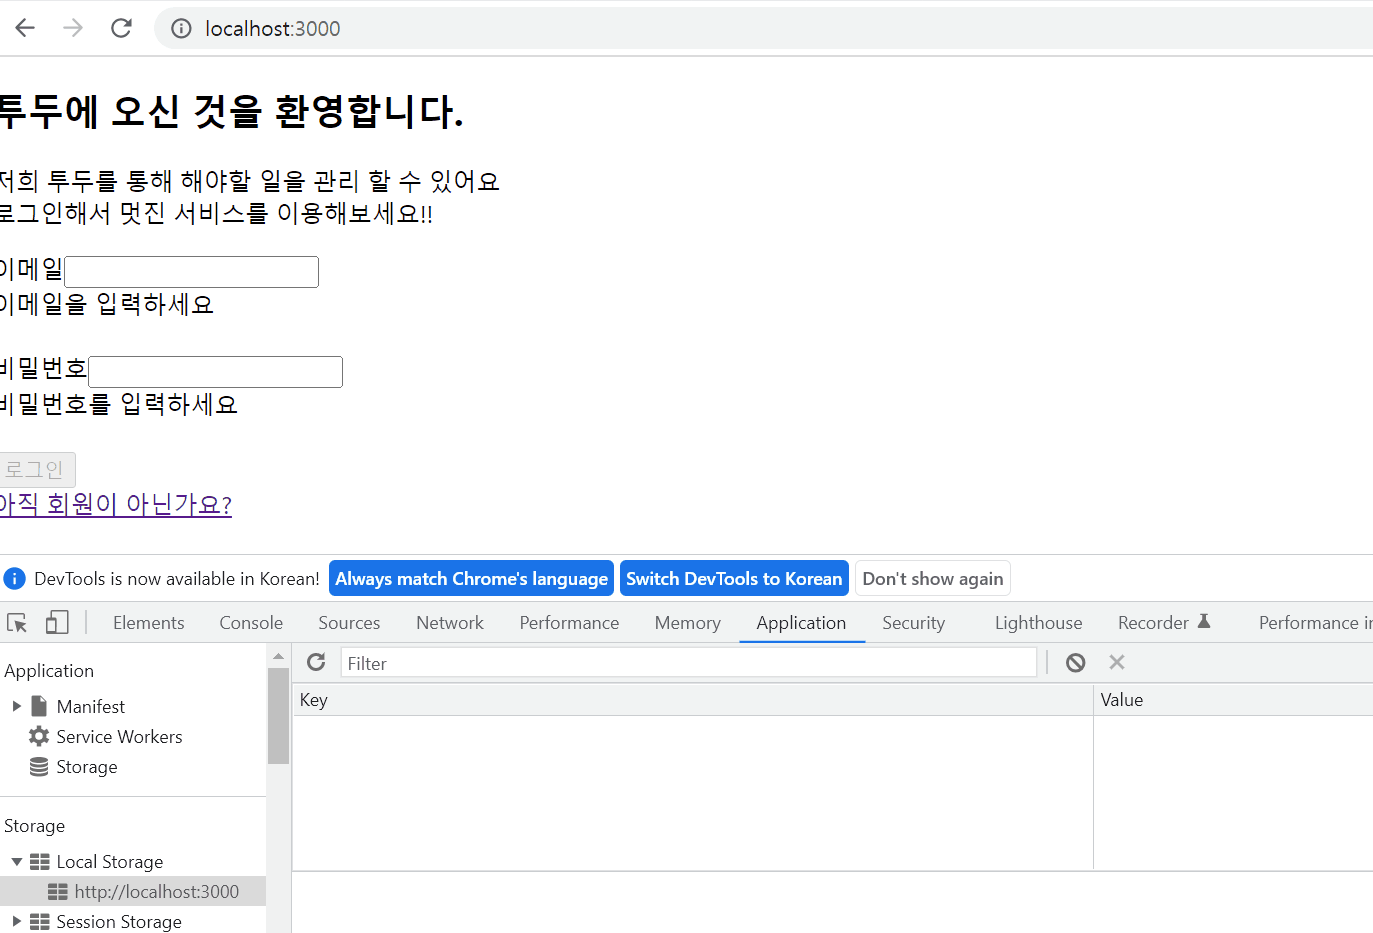 localhost:3000
투두에 오신 것을 환영합니다.
저희 투두를 통해 해야할 일을 관리 할 수 있어요
로그인해서 멋진 서비스를 이용해보세요!!
이메일
이메일을 입력하세요
비밀번호
비밀번호를 입력하세요
로그인
아직 회원이 아닌가요?
DevTools is now available in Korean! Always match Chrome's language Switch DevTools to Korean Don't show again
Elements Console Sources Network Performance Memory Application Security Lighthouse Recorder Performance in
Application
Filter
Key Value
Manifest
Service Workers
Storage
Storage
Local Storage
http://localhost:3000
Session Storage